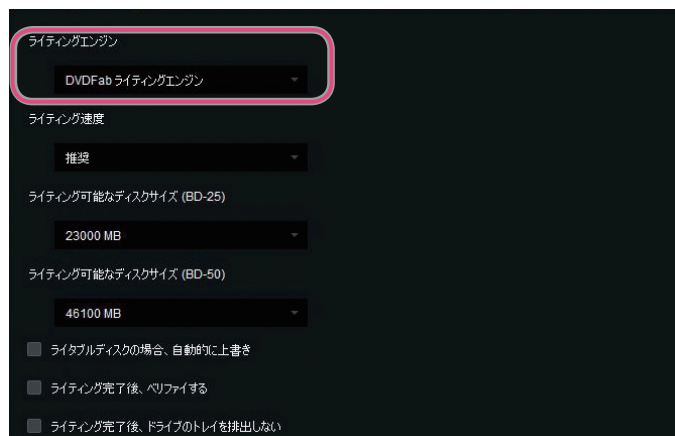 ライティングエンジン
DVDFab ライティングエンジン
ライティング速度
推奨
ライティング可能なディスクサイズ (BD-25)
23000 MB
ライティング可能なディスクサイズ (BD-50)
46100 MB
ライタブルディスクの場合、自動的に上書き
ライティング完了後、ベリファイする
ライティング完了後、ドライブのトレイを排出しない